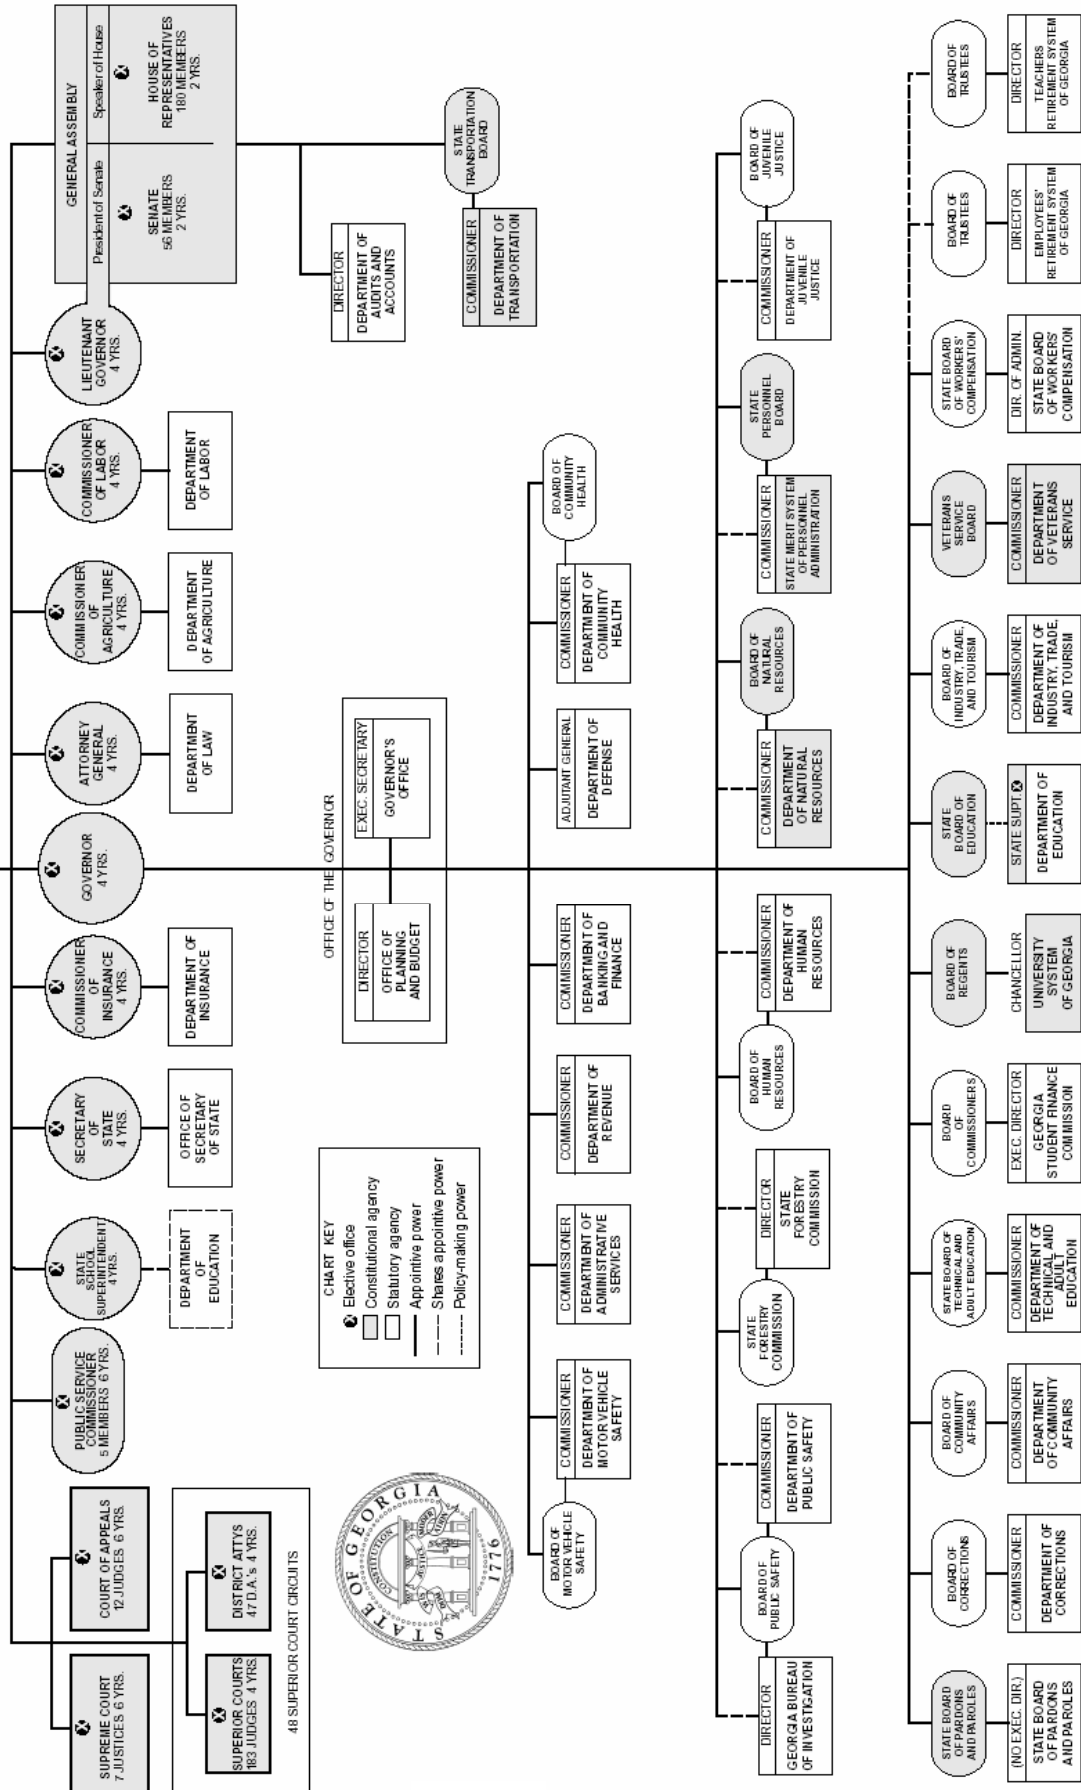 SUPREME COURT
7 JUSTICES 6 YRS.
COURT OF APPEALS
12 JUDGES 6 YRS.
SUPERIOR COURTS
183 JUDGES 4 YRS.
DISTRICT ATTYS
47 D.A.'s 4 YRS.
48 SUPERIOR COURT CIRCUITS
PUBLIC SERVICE
COMMISSIONER
5 MEMBERS 6 YRS.
STATE
SCHOOL
SUPERINTENDENT
4 YRS.
DEPARTMENT
OF
EDUCATION
SECRETARY
OF
STATE
4 YRS.
OFFICE OF
SECRETARY
OF STATE
COMMISSIONER
OF
INSURANCE
4 YRS.
DEPARTMENT OF
INSURANCE
GOVERNOR
4 YRS.
ATTORNEY
GENERAL
4 YRS.
DEPARTMENT
OF LAW
COMMISSIONER
OF
AGRICULTURE
4 YRS.
DEPARTMENT
OF AGRICULTURE
COMMISSIONER
OF LABOR
4 YRS.
DEPARTMENT
OF LABOR
LIEUTENANT
GOVERNOR
4 YRS.
GENERAL ASSEMBLY
President of Senate
Speaker of House
SENATE
56 MEMBERS
2 YRS.
HOUSE OF
REPRESENTATIVES
180 MEMBERS
2 YRS.
DIRECTOR
DEPARTMENT OF
AUDITS AND
ACCOUNTS
STATE
TRANSPORTATION
BOARD
COMMISSIONER
DEPARTMENT OF
TRANSPORTATION
STATE OF GEORGIA
CONSTITUTION
WISDOM
JUSTICE
MODERATION
1776
CHART KEY
Elective office
Constitutional agency
Statutory agency
Appointive power
Shares appointive power
Policy-making power
OFFICE OF THE GOVERNOR
DIRECTOR
OFFICE OF
PLANNING
AND BUDGET
EXEC. SECRETARY
GOVERNOR'S
OFFICE
BOARD OF
MOTOR VEHICLE
SAFETY
COMMISSIONER
DEPARTMENT OF
MOTOR VEHICLE
SAFETY
COMMISSIONER
DEPARTMENT OF
ADMINISTRATIVE
SERVICES
COMMISSIONER
DEPARTMENT OF
REVENUE
COMMISSIONER
DEPARTMENT OF
BANKING AND
FINANCE
ADJUTANT GENERAL
DEPARTMENT OF
DEFENSE
COMMISSIONER
DEPARTMENT OF
COMMUNITY
HEALTH
BOARD OF
COMMUNITY
HEALTH
DIRECTOR
GEORGIA BUREAU
OF INVESTIGATION
BOARD OF
PUBLIC SAFETY
COMMISSIONER
DEPARTMENT OF
PUBLIC SAFETY
STATE
FORESTRY
COMMISSION
DIRECTOR
STATE
FORESTRY
COMMISSION
BOARD OF
HUMAN
RESOURCES
COMMISSIONER
DEPARTMENT OF
HUMAN
RESOURCES
COMMISSIONER
DEPARTMENT
OF NATURAL
RESOURCES
BOARD OF
NATURAL
RESOURCES
COMMISSIONER
STATE MERIT SYSTEM
OF PERSONNEL
ADMINISTRATION
STATE
PERSONNEL
BOARD
COMMISSIONER
DEPARTMENT OF
JUVENILE
JUSTICE
BOARD OF
JUVENILE
JUSTICE
STATE BOARD
OF PARDONS
AND PAROLES
(NO EXEC. DIR.)
STATE BOARD
OF PARDONS
AND PAROLES
BOARD OF
CORRECTIONS
COMMISSIONER
DEPARTMENT OF
CORRECTIONS
BOARD OF
COMMUNITY
AFFAIRS
COMMISSIONER
DEPARTMENT
OF COMMUNITY
AFFAIRS
STATE BOARD OF
TECHNICAL AND
ADULT EDUCATION
COMMISSIONER
DEPARTMENT OF
TECHNICAL AND
ADULT
EDUCATION
BOARD
OF
COMMISSIONERS
EXEC. DIRECTOR
GEORGIA
STUDENT FINANCE
COMMISSION
BOARD OF
REGENTS
CHANCELLOR
UNIVERSITY
SYSTEM
OF GEORGIA
STATE
BOARD OF
EDUCATION
STATE SUPT.
DEPARTMENT OF
EDUCATION
BOARD OF
INDUSTRY, TRADE,
AND TOURISM
COMMISSIONER
DEPARTMENT OF
INDUSTRY, TRADE,
AND TOURISM
VETERANS
SERVICE
BOARD
COMMISSIONER
DEPARTMENT
OF VETERANS
SERVICE
STATE BOARD
OF WORKERS'
COMPENSATION
DIR. OF ADMIN.
STATE BOARD
OF WORKERS'
COMPENSATION
BOARD OF
TRUSTEES
DIRECTOR
EMPLOYEES'
RETIREMENT SYSTEM
OF GEORGIA
BOARD OF
TRUSTEES
DIRECTOR
TEACHERS
RETIREMENT SYSTEM
OF GEORGIA